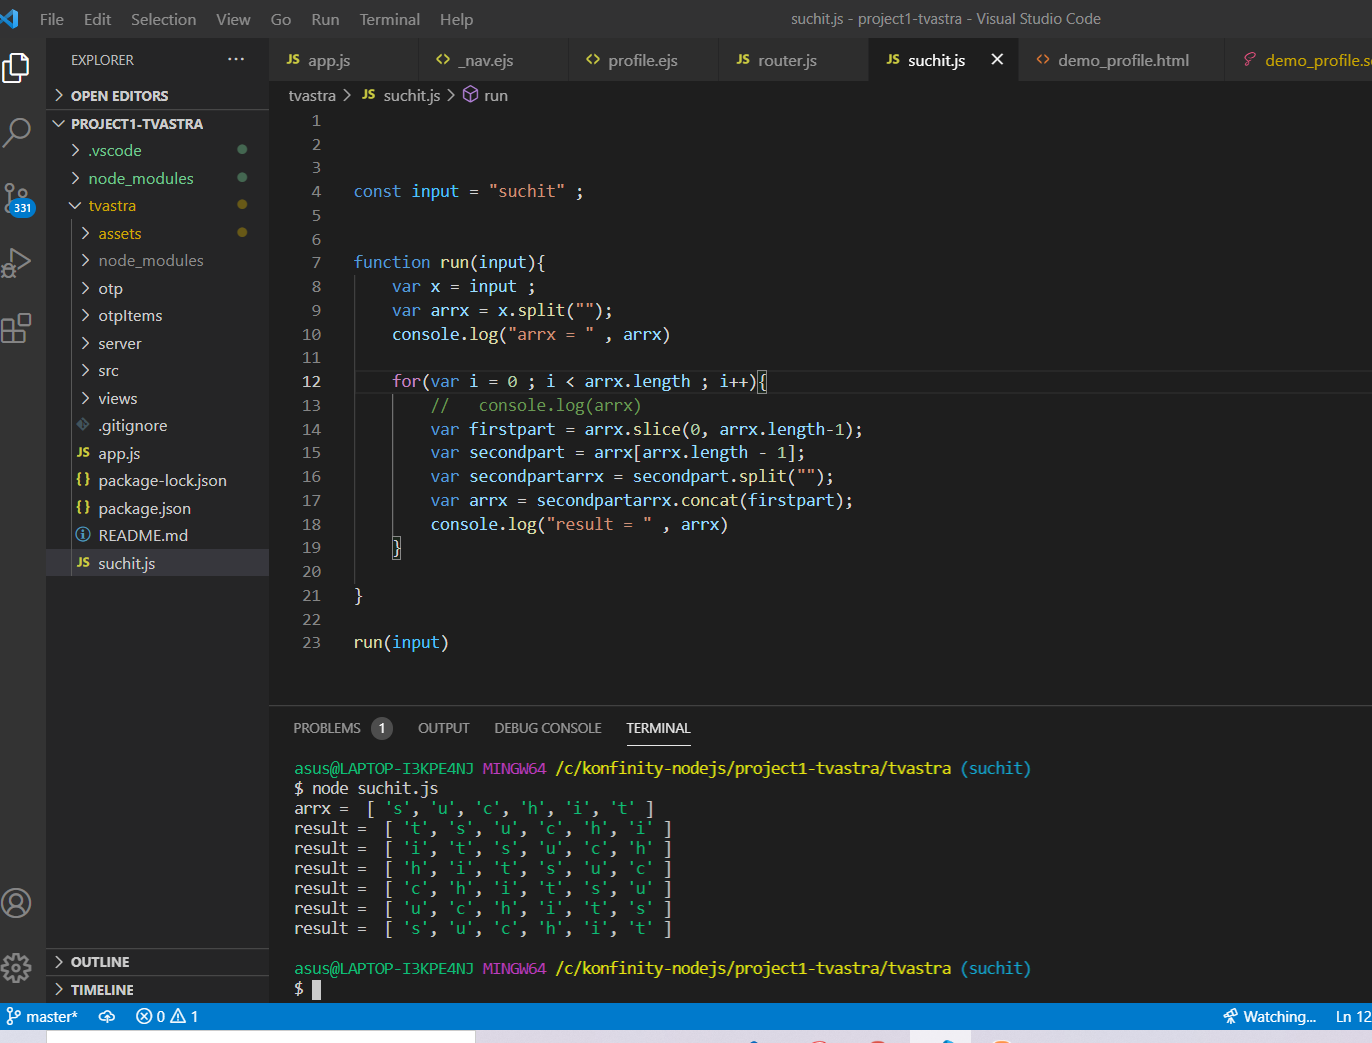 File Edit Selection View Go Run Terminal Help suchit.js - project1-tvastra - Visual Studio Code
EXPLORER ···
JS app.js <> _nav.ejs <> profile.ejs JS router.js JS suchit.js × <> demo_profile.html demo_profile.s
OPEN EDITORS
tvastra > JS suchit.js > run
PROJECT1-TVASTRA
.vscode
node_modules
tvastra
assets
node_modules
otp
otpItems
server
src
views
.gitignore
JS app.js
{} package-lock.json
{} package.json
README.md
JS suchit.js
331
OUTLINE
TIMELINE
1
2
3
4 const input = "suchit" ;
5
6
7 function run(input){
8 var x = input ;
9 var arrx = x.split("");
10 console.log("arrx = " , arrx)
11
12 for(var i = 0 ; i < arrx.length ; i++){
13 //   console.log(arrx)
14 var firstpart = arrx.slice(0, arrx.length-1);
15 var secondpart = arrx[arrx.length - 1];
16 var secondpartarrx = secondpart.split("");
17 var arrx = secondpartarrx.concat(firstpart);
18 console.log("result = " , arrx)
19 }
20
21 }
22
23 run(input)
PROBLEMS 1 OUTPUT DEBUG CONSOLE TERMINAL
asus@LAPTOP-I3KPE4NJ MINGW64 /c/konfinity-nodejs/project1-tvastra/tvastra (suchit)
$ node suchit.js
arrx =  [ 's', 'u', 'c', 'h', 'i', 't' ]
result =  [ 't', 's', 'u', 'c', 'h', 'i' ]
result =  [ 'i', 't', 's', 'u', 'c', 'h' ]
result =  [ 'h', 'i', 't', 's', 'u', 'c' ]
result =  [ 'c', 'h', 'i', 't', 's', 'u' ]
result =  [ 'u', 'c', 'h', 'i', 't', 's' ]
result =  [ 's', 'u', 'c', 'h', 'i', 't' ]
asus@LAPTOP-I3KPE4NJ MINGW64 /c/konfinity-nodejs/project1-tvastra/tvastra (suchit)
$
master* 0 1 Watching... Ln 12